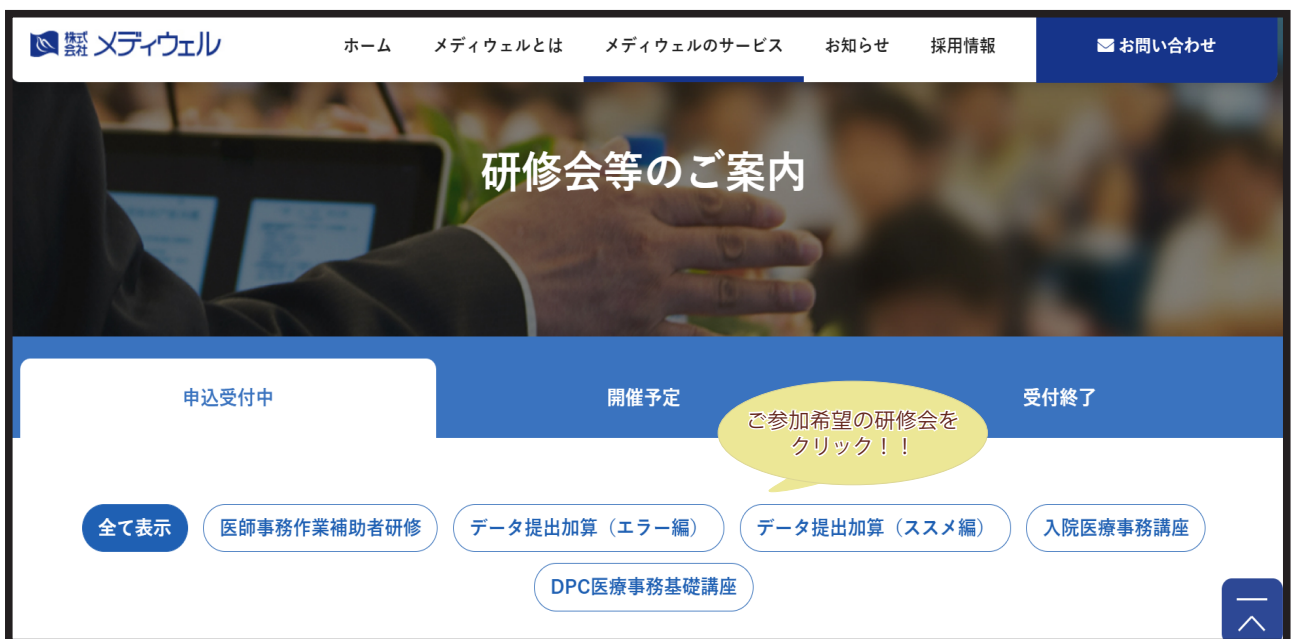 株式会社 メディウェル
ホーム
メディウェルとは
メディウェルのサービス
お知らせ
採用情報
お問い合わせ
研修会等のご案内
申込受付中
開催予定
受付終了
ご参加希望の研修会を
クリック！！
全て表示
医師事務作業補助者研修
データ提出加算（エラー編）
データ提出加算（ススメ編）
入院医療事務講座
DPC医療事務基礎講座